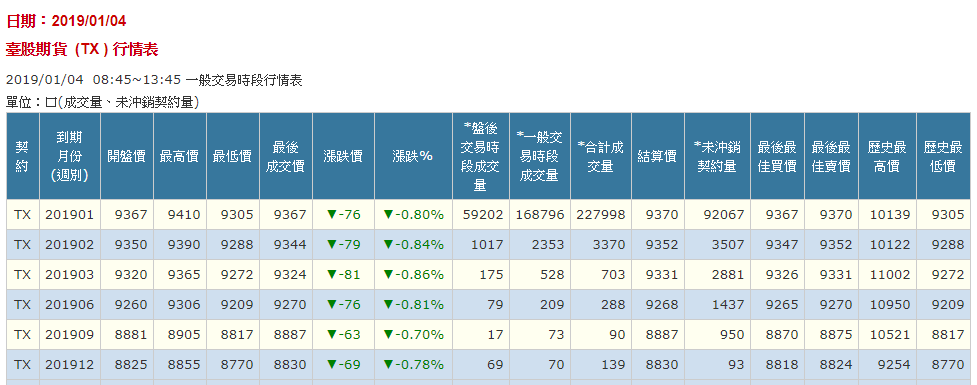 日期：2019/01/04
臺股期貨 (TX ) 行情表
2019/01/04 08:45~13:45 一般交易時段行情表
單位：口(成交量、未沖銷契約量)
契約 到期月份(週別) 開盤價 最高價 最低價 最後成交價 漲跌價 漲跌% *盤後交易時段成交量 *一般交易時段成交量 *合計成交量 結算價 *未沖銷契約量 最後最佳買價 最後最佳賣價 歷史最高價 歷史最低價
TX 201901 9367 9410 9305 9367 ▼-76 ▼-0.80% 59202 168796 227998 9370 92067 9367 9370 10139 9305
TX 201902 9350 9390 9288 9344 ▼-79 ▼-0.84% 1017 2353 3370 9352 3507 9347 9352 10122 9288
TX 201903 9320 9365 9272 9324 ▼-81 ▼-0.86% 175 528 703 9331 2881 9326 9331 11002 9272
TX 201906 9260 9306 9209 9270 ▼-76 ▼-0.81% 79 209 288 9268 1437 9265 9270 10950 9209
TX 201909 8881 8905 8817 8887 ▼-63 ▼-0.70% 17 73 90 8887 950 8870 8875 10521 8817
TX 201912 8825 8855 8770 8830 ▼-69 ▼-0.78% 69 70 139 8830 93 8818 8824 9254 8770